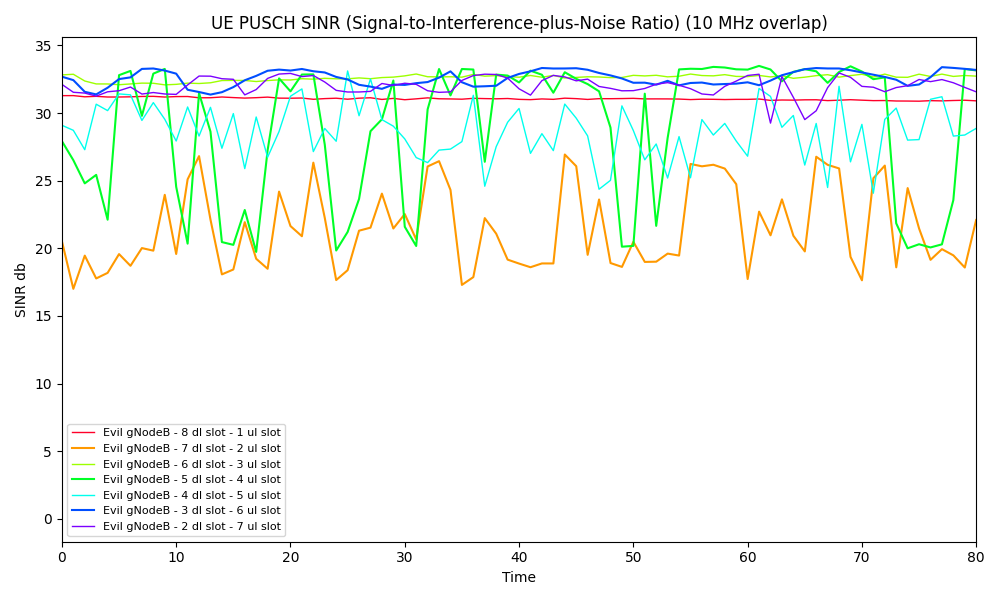 UE PUSCH SINR (Signal-to-Interference-plus-Noise Ratio) (10 MHz overlap)
35
30
25
20
15
10
5
0
SINR db
Evil gNodeB - 8 dl slot - 1 ul slot
Evil gNodeB - 7 dl slot - 2 ul slot
Evil gNodeB - 6 dl slot - 3 ul slot
Evil gNodeB - 5 dl slot - 4 ul slot
Evil gNodeB - 4 dl slot - 5 ul slot
Evil gNodeB - 3 dl slot - 6 ul slot
Evil gNodeB - 2 dl slot - 7 ul slot
0 10 20 30 40 50 60 70 80
Time